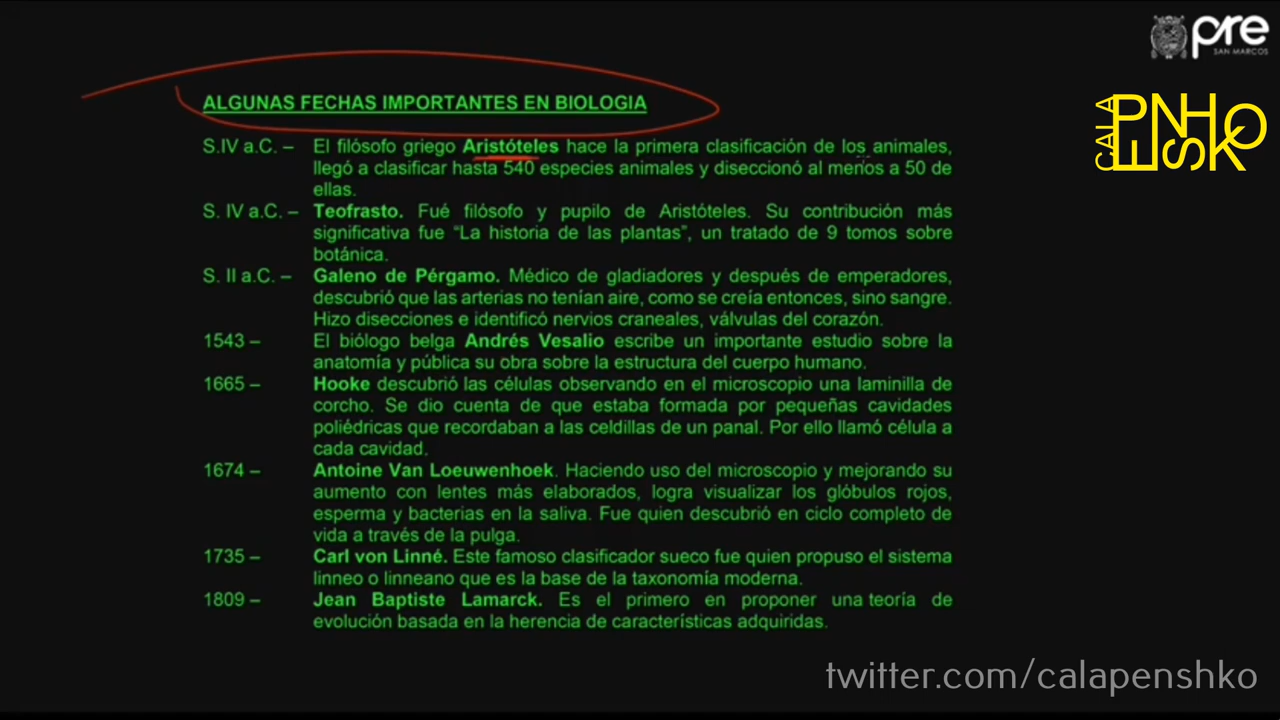 pre
SAN MARCOS
CALA
PENSHKO
ALGUNAS FECHAS IMPORTANTES EN BIOLOGIA
S.IV a.C. – El filósofo griego Aristóteles hace la primera clasificación de los animales,
llegó a clasificar hasta 540 especies animales y diseccionó al menos a 50 de
ellas.
S. IV a.C. – Teofrasto. Fué filósofo y pupilo de Aristóteles. Su contribución más
significativa fue “La historia de las plantas”, un tratado de 9 tomos sobre
botánica.
S. II a.C. – Galeno de Pérgamo. Médico de gladiadores y después de emperadores,
descubrió que las arterias no tenían aire, como se creía entonces, sino sangre.
Hizo disecciones e identificó nervios craneales, válvulas del corazón.
1543 – El biólogo belga Andrés Vesalio escribe un importante estudio sobre la
anatomía y pública su obra sobre la estructura del cuerpo humano.
1665 – Hooke descubrió las células observando en el microscopio una laminilla de
corcho. Se dio cuenta de que estaba formada por pequeñas cavidades
poliédricas que recordaban a las celdillas de un panal. Por ello llamó célula a
cada cavidad.
1674 – Antoine Van Loeuwenhoek. Haciendo uso del microscopio y mejorando su
aumento con lentes más elaborados, logra visualizar los glóbulos rojos,
esperma y bacterias en la saliva. Fue quien descubrió en ciclo completo de
vida a través de la pulga.
1735 – Carl von Linné. Este famoso clasificador sueco fue quien propuso el sistema
linneo o linneano que es la base de la taxonomía moderna.
1809 – Jean Baptiste Lamarck. Es el primero en proponer una teoría de
evolución basada en la herencia de características adquiridas.
twitter.com/calapenshko